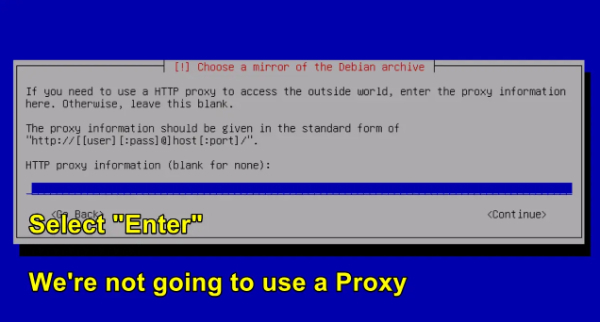 [!] Choose a mirror of the Debian archive
If you need to use a HTTP proxy to access the outside world, enter the proxy information
here. Otherwise, leave this blank.
The proxy information should be given in the standard form of
"http://[[user][:pass]@]host[:port]/".
HTTP proxy information (blank for none):
<Go Back> <Continue>
Select "Enter"
We're not going to use a Proxy